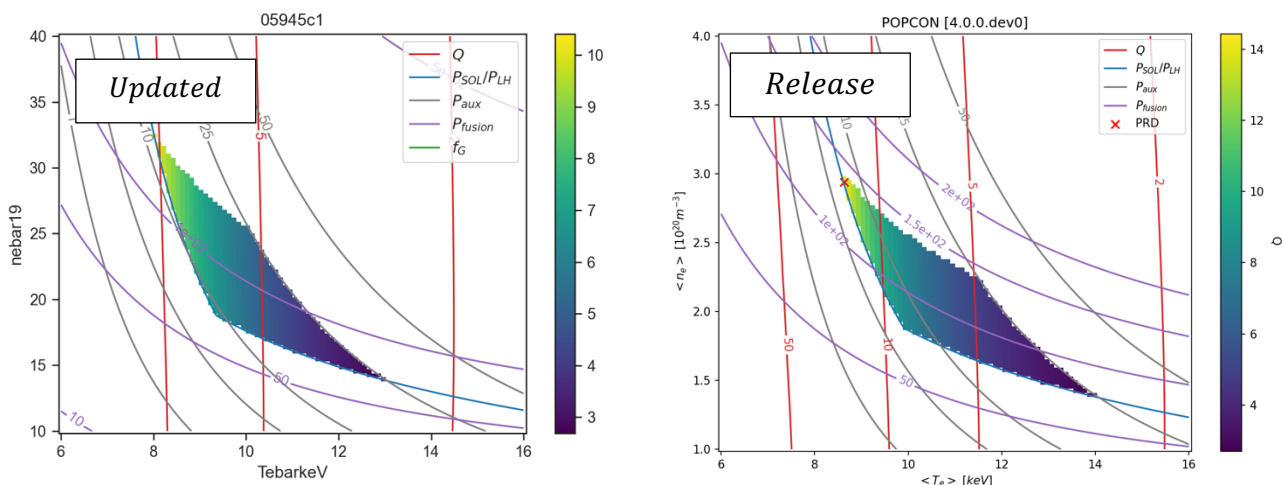 05945c1
Updated
Q
P_SOL/P_LH
P_aux
P_fusion
f_G
40
35
30
25
20
15
10
nebar19
6
8
10
12
14
16
TebarkeV
10
25
50
5
1e+02
50
10
10
9
8
7
6
5
4
3
POPCON [4.0.0.dev0]
Release
Q
P_SOL/P_LH
P_aux
P_fusion
PRD
4.0
3.5
3.0
2.5
2.0
1.5
1.0
< n_e > [10^20 m^-3]
6
8
10
12
14
16
< T_e > [keV]
10
50
2e+02
1.5e+02
1e+02
50
50
10
5
2
14
12
10
8
6
4
Q